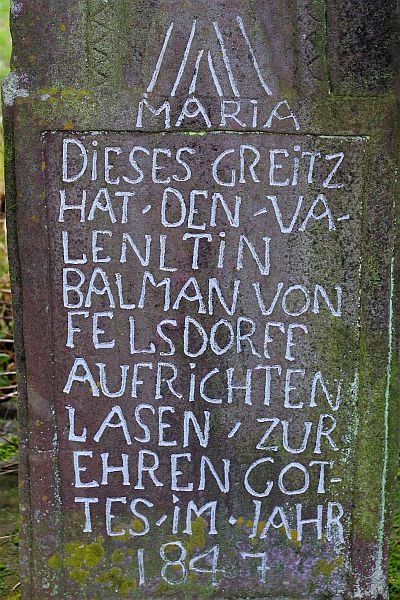 MARIA
DIESES GREITZ
HAT - DEN - VA-
LENLTIN
BALMAN VON
FELSDORFF
AUFRICHTEN
LASEN, ZUR
EHREN GOT-
TES · IM · JAHR
1847